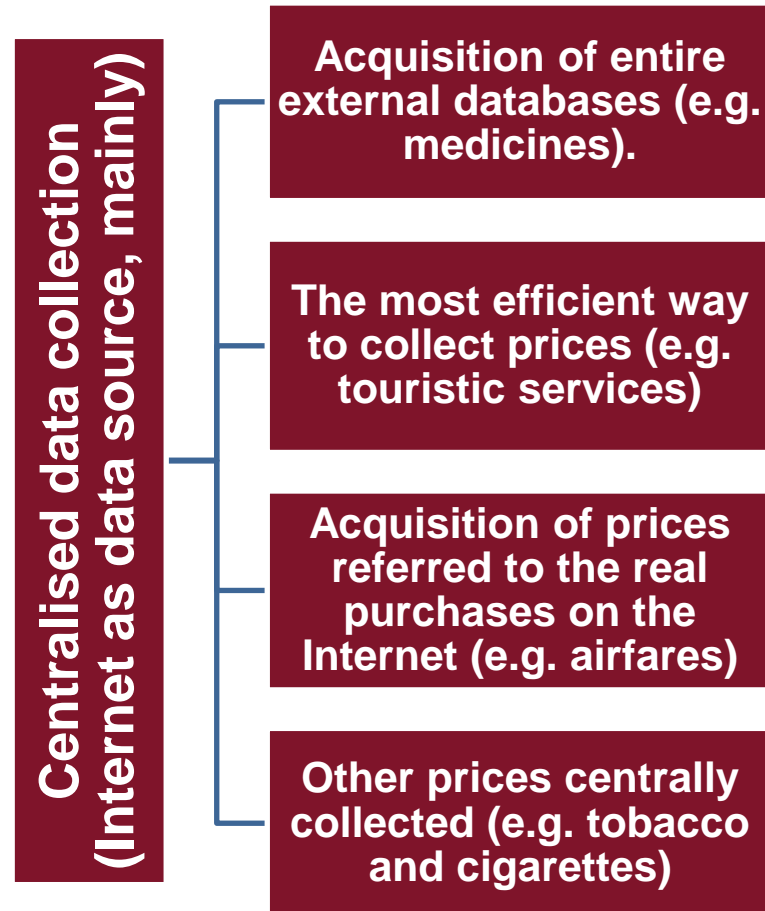 Centralised data collection
(Internet as data source, mainly)
Acquisition of entire
external databases (e.g.
medicines).
The most efficient way
to collect prices (e.g.
touristic services)
Acquisition of prices
referred to the real
purchases on the
Internet (e.g. airfares)
Other prices centrally
collected (e.g. tobacco
and cigarettes)